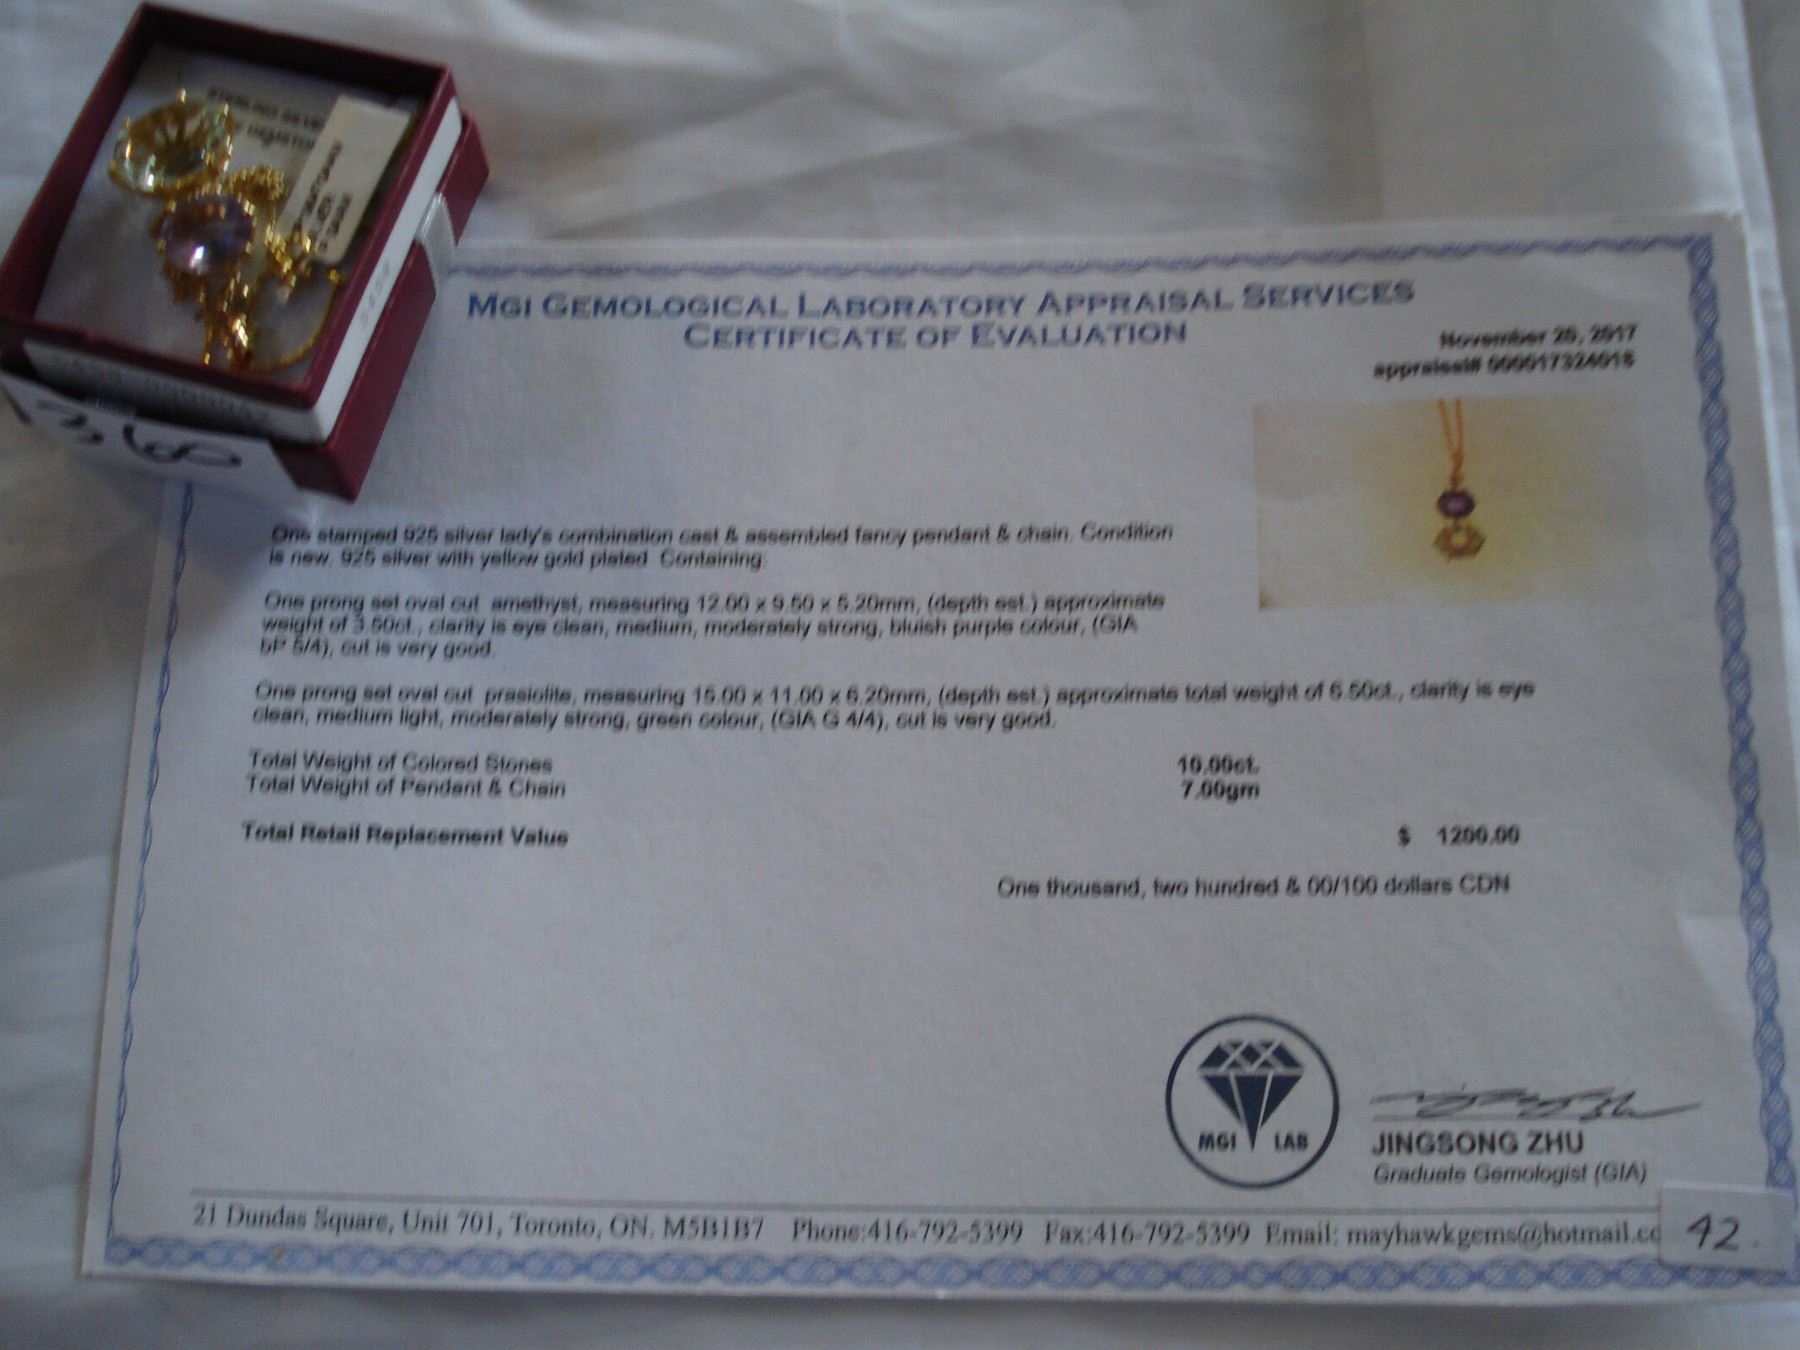 MGI GEMOLOGICAL LABORATORY APPRAISAL SERVICES
CERTIFICATE OF EVALUATION
November 26, 2017
appraisal# 000017324018
One stamped 925 silver lady's combination cast & assembled fancy pendant & chain. Condition
is new. 925 silver with yellow gold plated Containing:
One prong set oval cut amethyst, measuring 12.00 x 9.50 x 5.20mm, (depth est.) approximate
weight of 3.50ct., clarity is eye clean, medium, moderately strong, bluish purple colour, (GIA
bP 5/4), cut is very good.
One prong set oval cut prasiolite, measuring 15.00 x 11.00 x 6.20mm, (depth est.) approximate total weight of 6.50ct., clarity is eye
clean, medium light, moderately strong, green colour, (GIA G 4/4), cut is very good.
Total Weight of Colored Stones 10.00ct.
Total Weight of Pendant & Chain 7.00gm
Total Retail Replacement Value $ 1200.00
One thousand, two hundred & 00/100 dollars CDN
MGI LAB
JINGSONG ZHU
Graduate Gemologist (GIA)
21 Dundas Square, Unit 701, Toronto, ON. M5B1B7 Phone:416-792-5399 Fax:416-792-5399 Email: mayhawkgems@hotmail.co
42